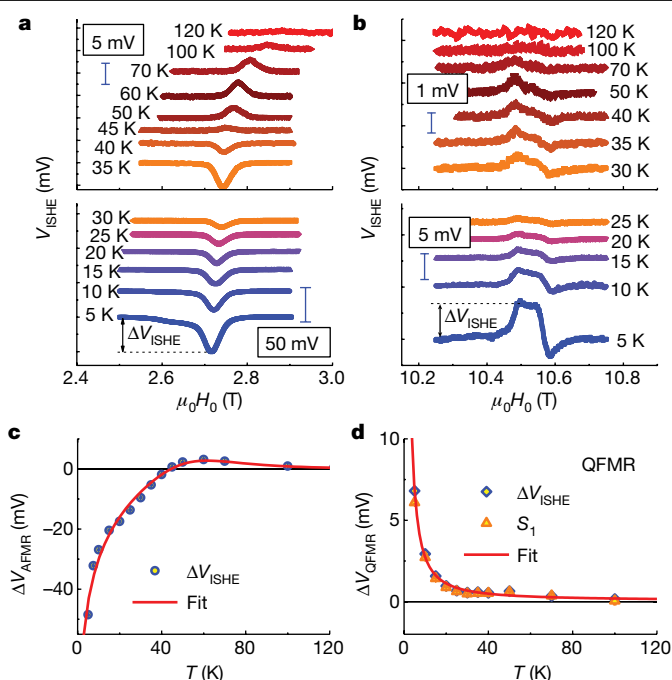 a
5 mV
120 K
100 K
70 K
60 K
50 K
45 K
40 K
35 K
30 K
25 K
20 K
15 K
10 K
5 K
ΔV_ISHE
50 mV
V_ISHE (mV)
2.4 2.6 2.8 3.0
μ₀H₀ (T)
b
120 K
100 K
70 K
50 K
1 mV
40 K
35 K
30 K
25 K
20 K
5 mV
15 K
10 K
ΔV_ISHE
5 K
V_ISHE (mV)
10.2 10.4 10.6 10.8
μ₀H₀ (T)
c
0
−20
−40
ΔV_AFMR (mV)
ΔV_ISHE
Fit
0 40 80 120
T (K)
d
QFMR
10
5
0
ΔV_QFMR (mV)
ΔV_ISHE
S₁
Fit
0 40 80 120
T (K)